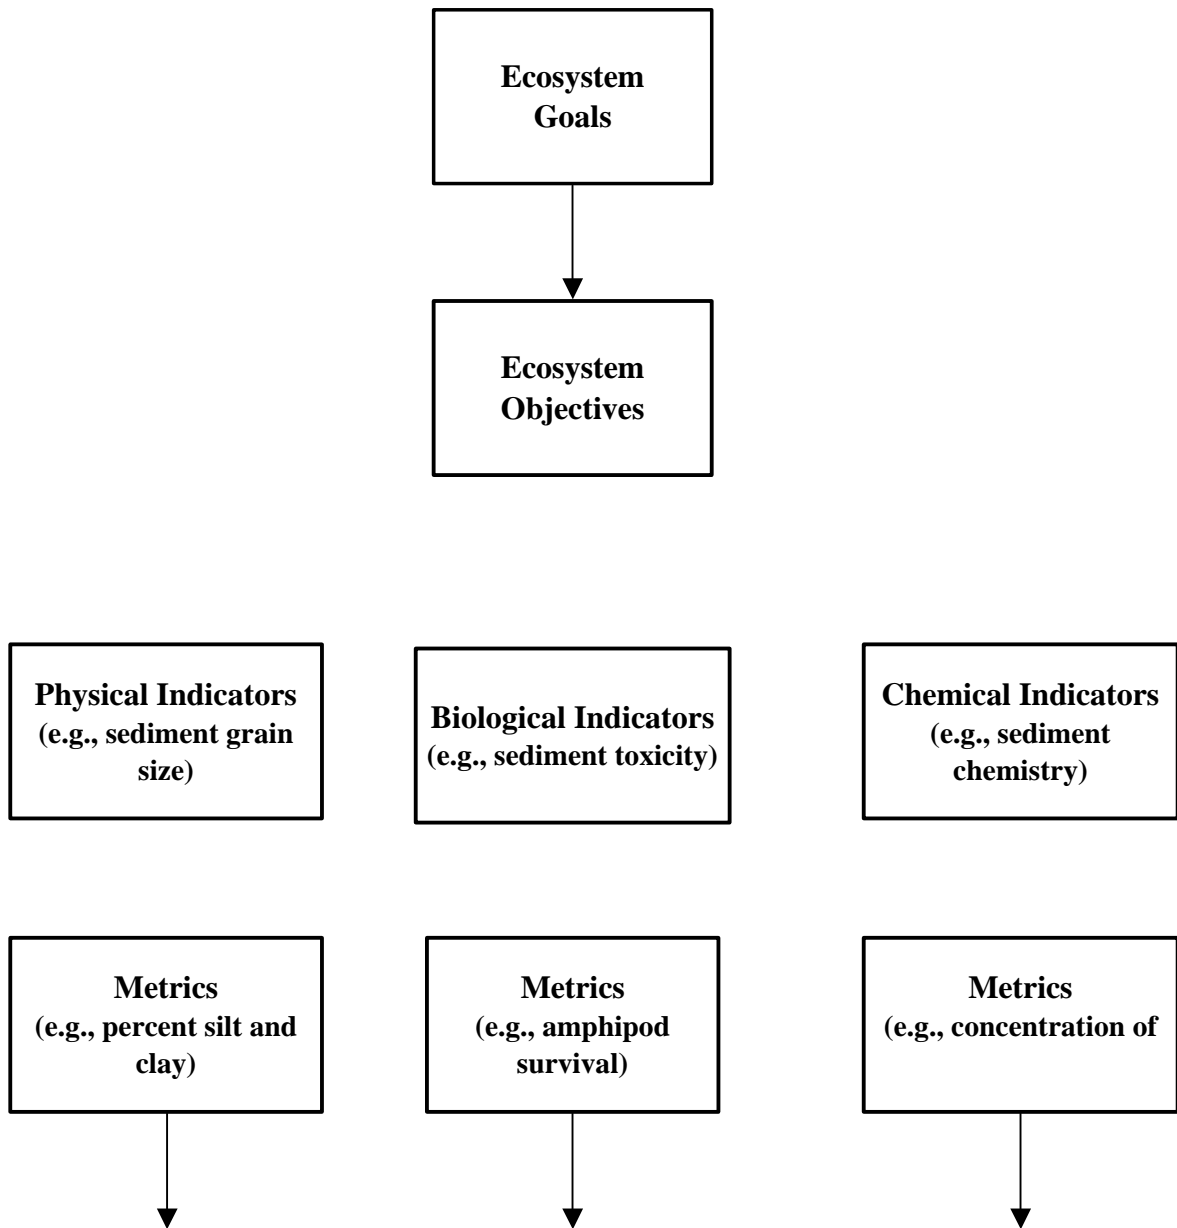 Ecosystem
Goals
Ecosystem
Objectives
Physical Indicators
(e.g., sediment grain
size)
Biological Indicators
(e.g., sediment toxicity)
Chemical Indicators
(e.g., sediment
chemistry)
Metrics
(e.g., percent silt and
clay)
Metrics
(e.g., amphipod
survival)
Metrics
(e.g., concentration of